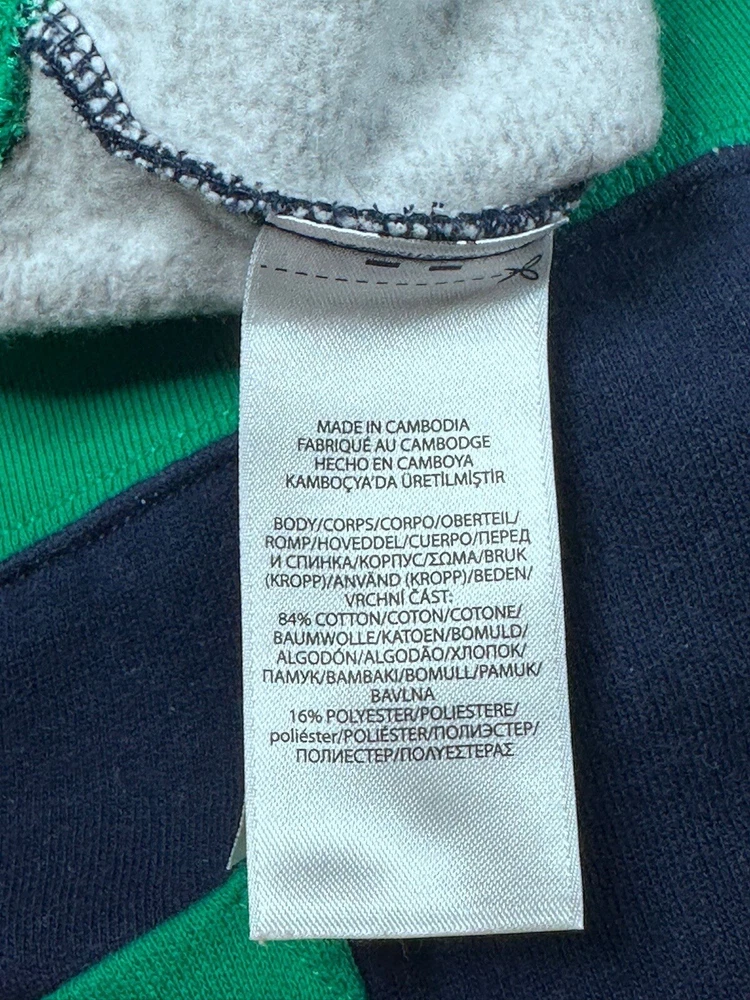 MADE IN CAMBODIA
FABRIQUÉ AU CAMBODGE
HECHO EN CAMBOYA
KAMBOÇYA'DA ÜRETİLMİŞTİR
BODY/CORPS/CORPO/OBERTEIL/
ROMP/HOVEDDEL/CUERPO/ПЕРЕД
И СПИНКА/КОРПУС/ΣΩΜΑ/BRUK
(KROPP)/ANVÄND (KROPP)/BEDEN/
VRCHNÍ ČÁST:
84% COTTON/COTON/COTONE/
BAUMWOLLE/KATOEN/BOMULD/
ALGODÓN/ALGODÃO/ХЛОПОК/
ПАМУК/BAMBAKI/BOMULL/PAMUK/
BAVLNA
16% POLYESTER/POLIESTERE/
poliéster/POLIÉSTER/ПОЛИЭСТЕР/
ПОЛИЕСТЕР/ΠΟΛΥΕΣΤΕΡΑΣ